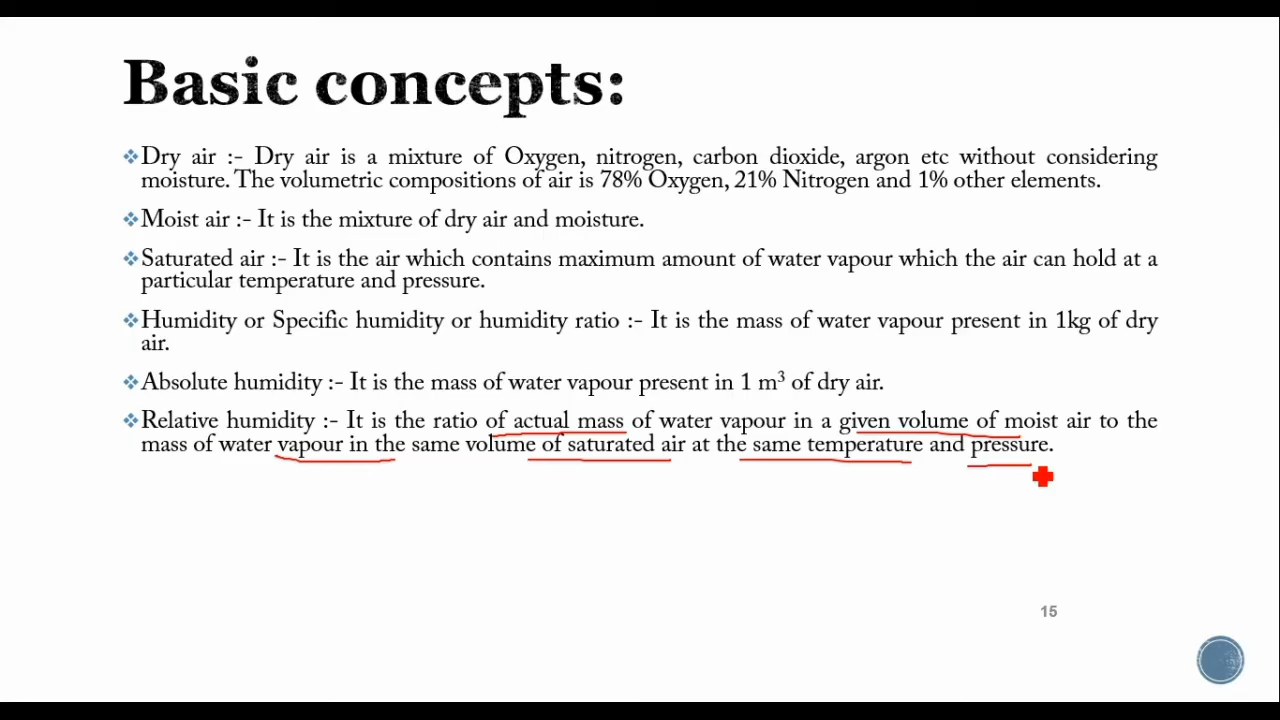 Basic concepts:
Dry air :- Dry air is a mixture of Oxygen, nitrogen, carbon dioxide, argon etc without considering
moisture. The volumetric compositions of air is 78% Oxygen, 21% Nitrogen and 1% other elements.
Moist air :- It is the mixture of dry air and moisture.
Saturated air :- It is the air which contains maximum amount of water vapour which the air can hold at a
particular temperature and pressure.
Humidity or Specific humidity or humidity ratio :- It is the mass of water vapour present in 1kg of dry
air.
Absolute humidity :- It is the mass of water vapour present in 1 m³ of dry air.
Relative humidity :- It is the ratio of actual mass of water vapour in a given volume of moist air to the
mass of water vapour in the same volume of saturated air at the same temperature and pressure.
15